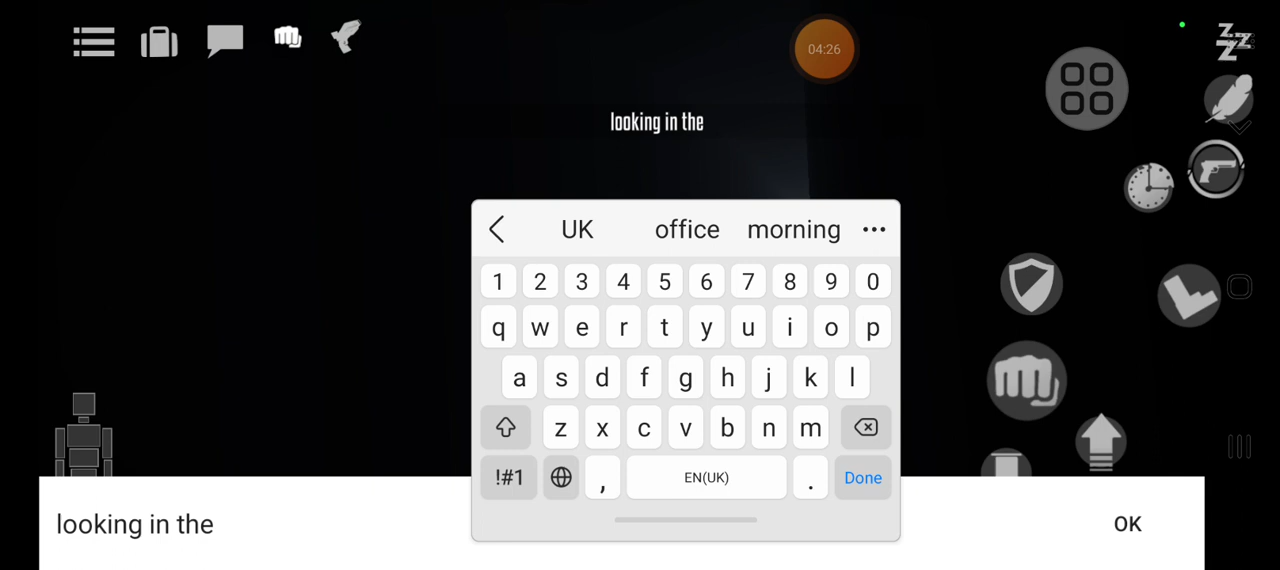 04:26
looking in the
UK office morning
1 2 3 4 5 6 7 8 9 0
q w e r t y u i o p
a s d f g h j k l
z x c v b n m
!#1 , EN(UK) . Done
looking in the OK